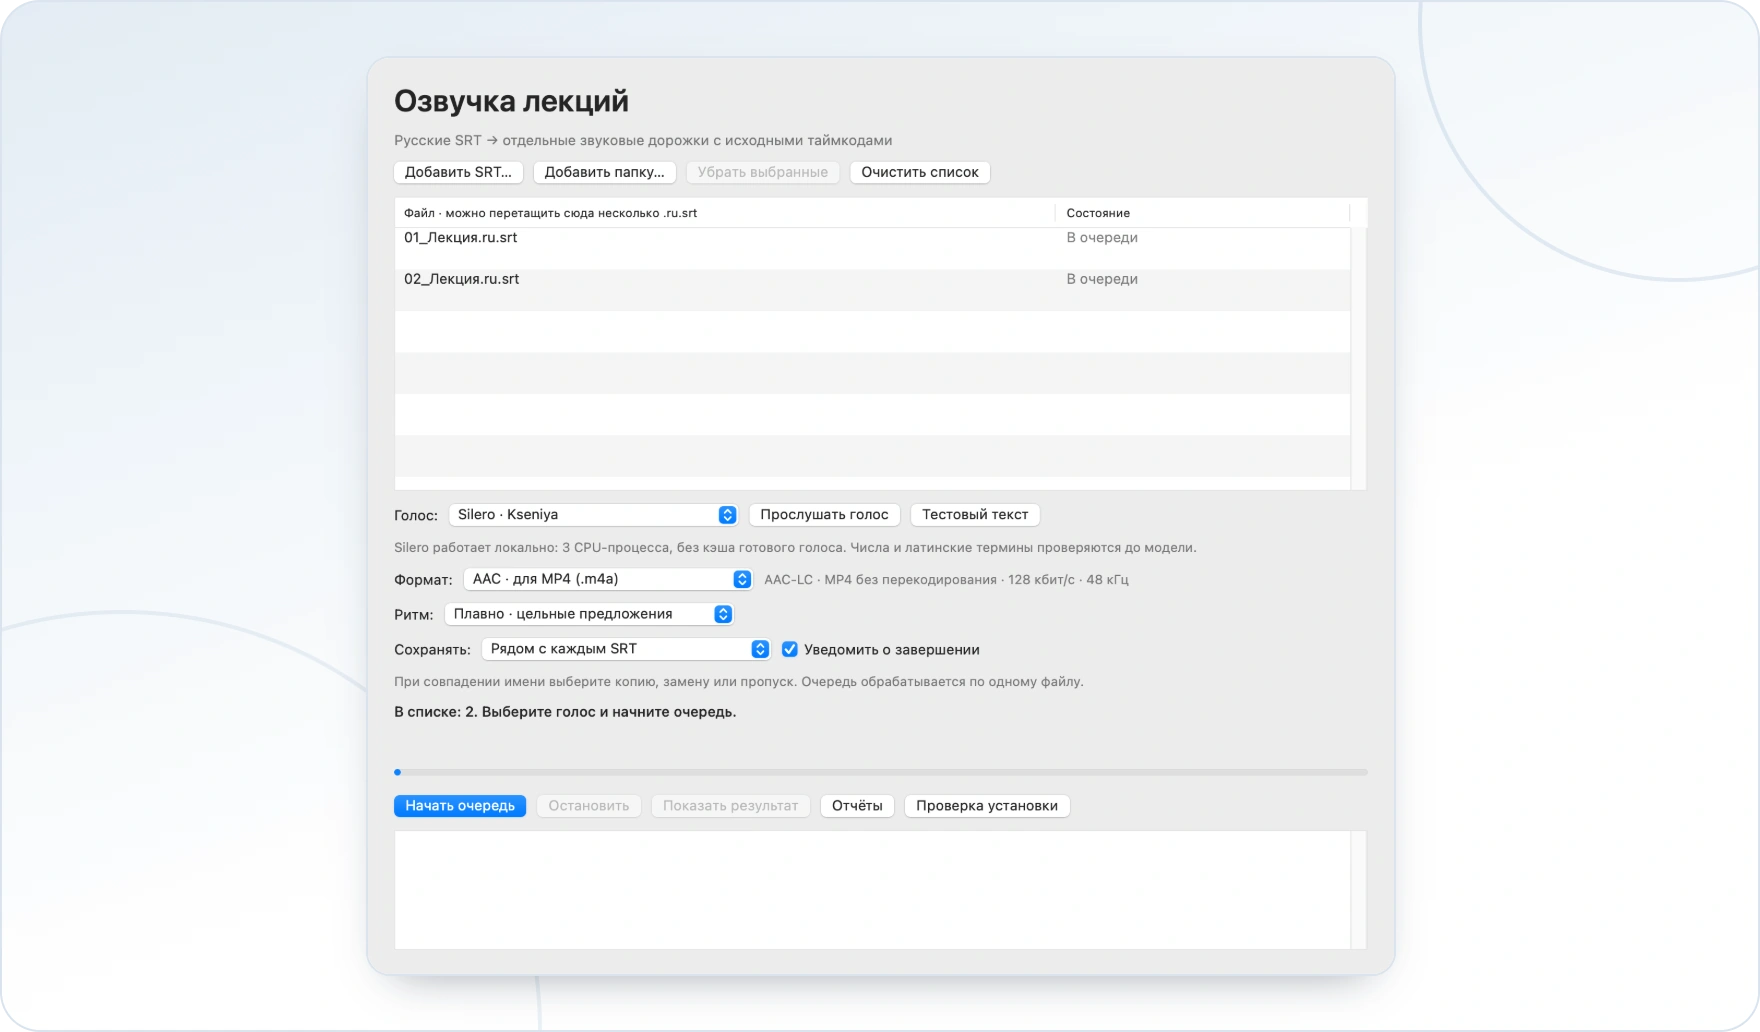 Озвучка лекций
Русские SRT → отдельные звуковые дорожки с исходными таймкодами
Добавить SRT... Добавить папку... Убрать выбранные Очистить список
Файл · можно перетащить сюда несколько .ru.srt Состояние
01_Лекция.ru.srt В очереди
02_Лекция.ru.srt В очереди
Голос: Silero · Kseniya Прослушать голос Тестовый текст
Silero работает локально: 3 CPU-процесса, без кэша готового голоса. Числа и латинские термины проверяются до модели.
Формат: AAC · для MP4 (.m4a) AAC-LC · MP4 без перекодирования · 128 кбит/с · 48 кГц
Ритм: Плавно · цельные предложения
Сохранять: Рядом с каждым SRT Уведомить о завершении
При совпадении имени выберите копию, замену или пропуск. Очередь обрабатывается по одному файлу.
В списке: 2. Выберите голос и начните очередь.
Начать очередь Остановить Показать результат Отчёты Проверка установки